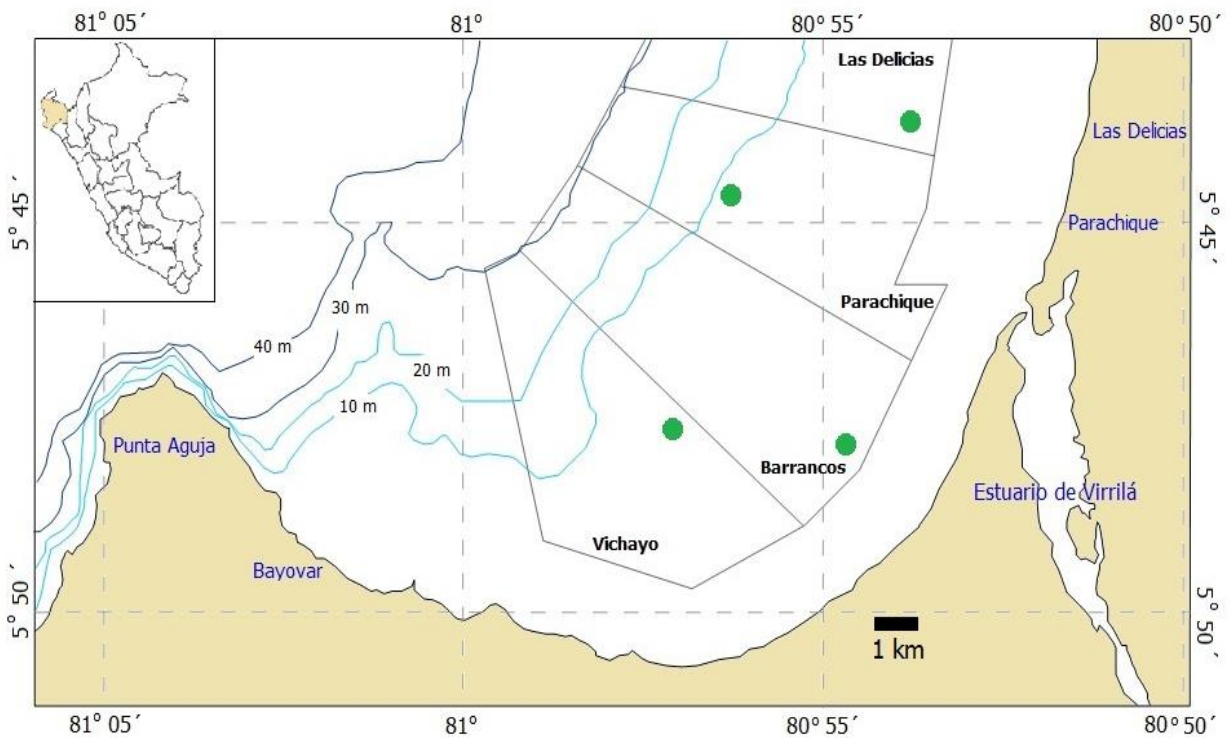 81° 05´
81°
80° 55´
80° 50´
Las Delicias
Las Delicias
5° 45´
Parachique
5° 45´
Parachique
30 m
40 m
20 m
10 m
Punta Aguja
Barrancos
Estuario de Virrilá
Vichayo
Bayovar
5° 50´
5° 50´
1 km
81° 05´
81°
80° 55´
80° 50´